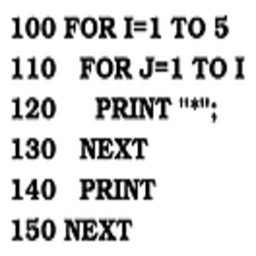 100 FOR I=1 TO 5
110 FOR J=1 TO I
120 PRINT "*";
130 NEXT
140 PRINT
150 NEXT